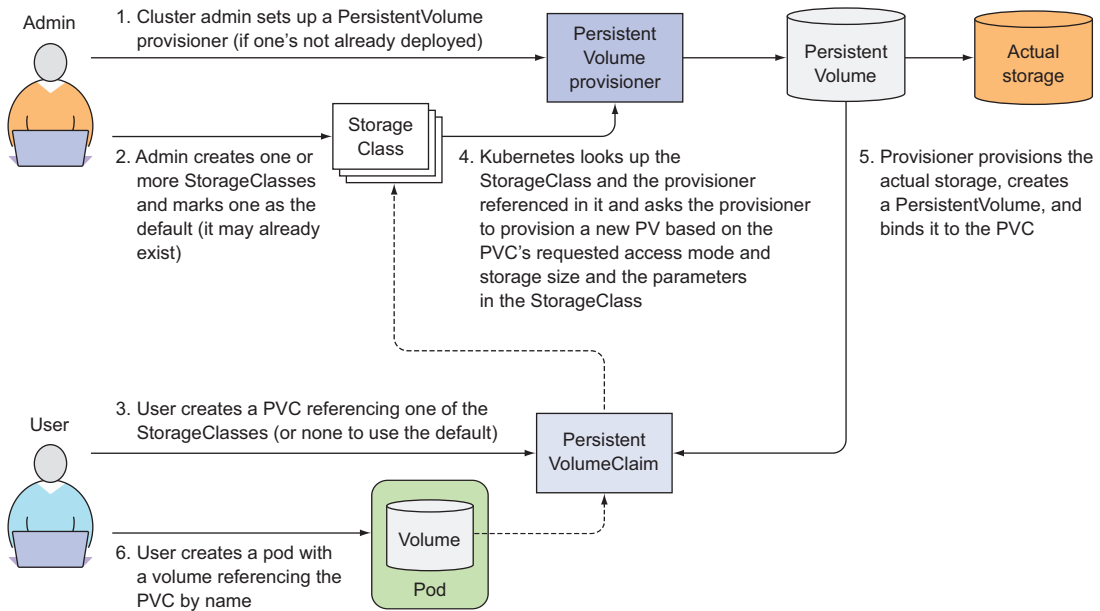 Admin
1. Cluster admin sets up a PersistentVolume
provisioner (if one's not already deployed)
Persistent
Volume
provisioner
Persistent
Volume
Actual
storage
Storage
Class
2. Admin creates one or
more StorageClasses
and marks one as the
default (it may already
exist)
4. Kubernetes looks up the
StorageClass and the provisioner
referenced in it and asks the provisioner
to provision a new PV based on the
PVC's requested access mode and
storage size and the parameters
in the StorageClass
5. Provisioner provisions the
actual storage, creates
a PersistentVolume, and
binds it to the PVC
User
3. User creates a PVC referencing one of the
StorageClasses (or none to use the default)
Persistent
VolumeClaim
Volume
Pod
6. User creates a pod with
a volume referencing the
PVC by name